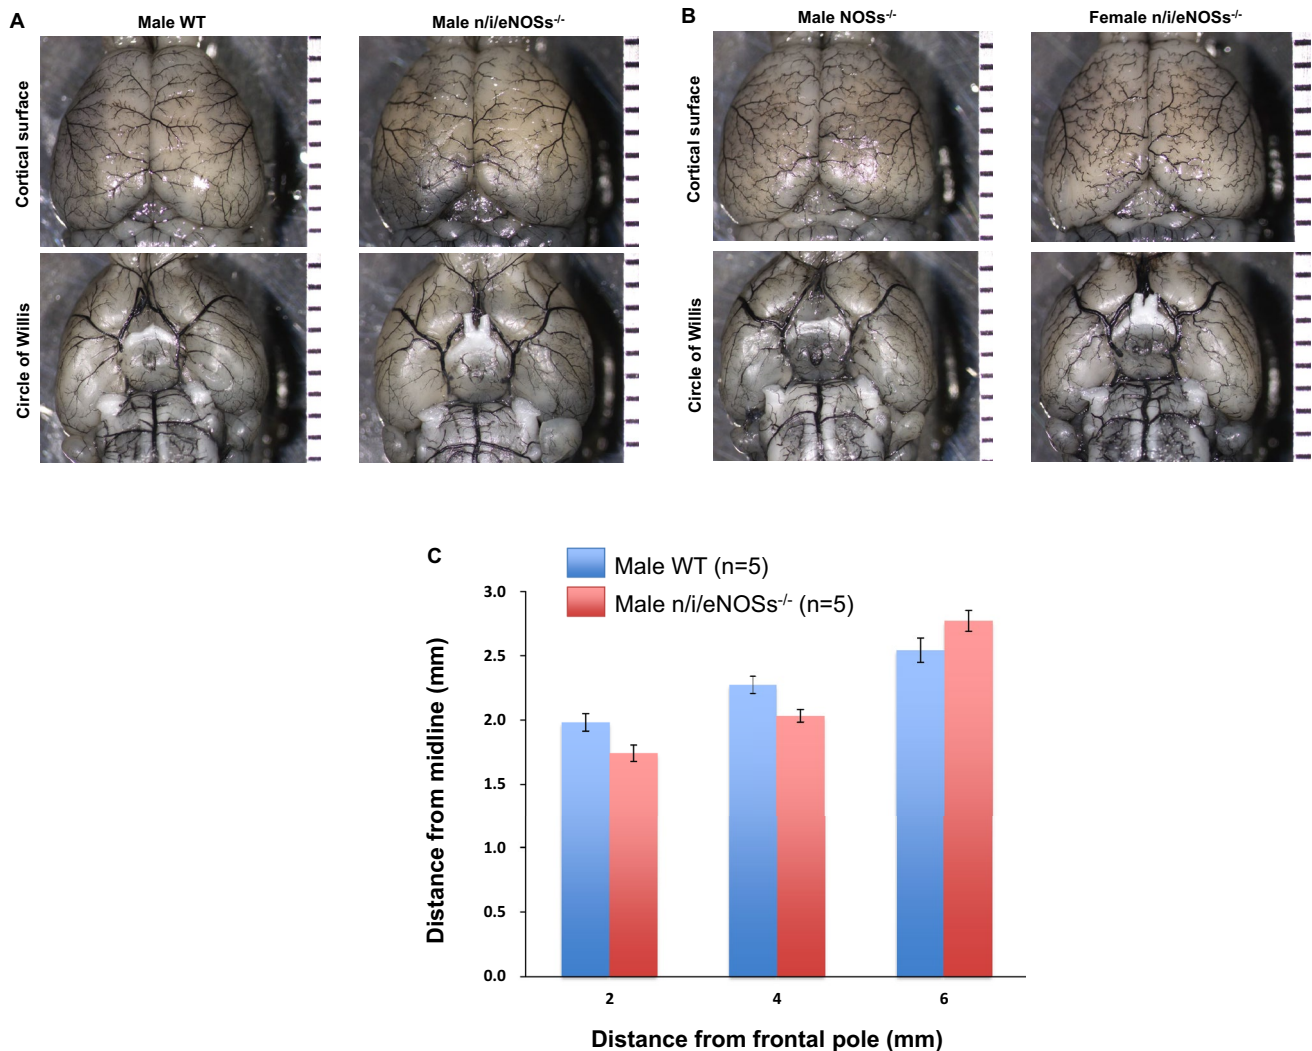 A
Male WT
Male n/i/eNOSs-/-
Cortical surface
Circle of Willis
B
Male NOSs-/-
Female n/i/eNOSs-/-
Cortical surface
Circle of Willis
C
Male WT (n=5)
Male n/i/eNOSs-/- (n=5)
Distance from midline (mm)
3.0
2.5
2.0
1.5
1.0
0.5
0.0
2
4
6
Distance from frontal pole (mm)